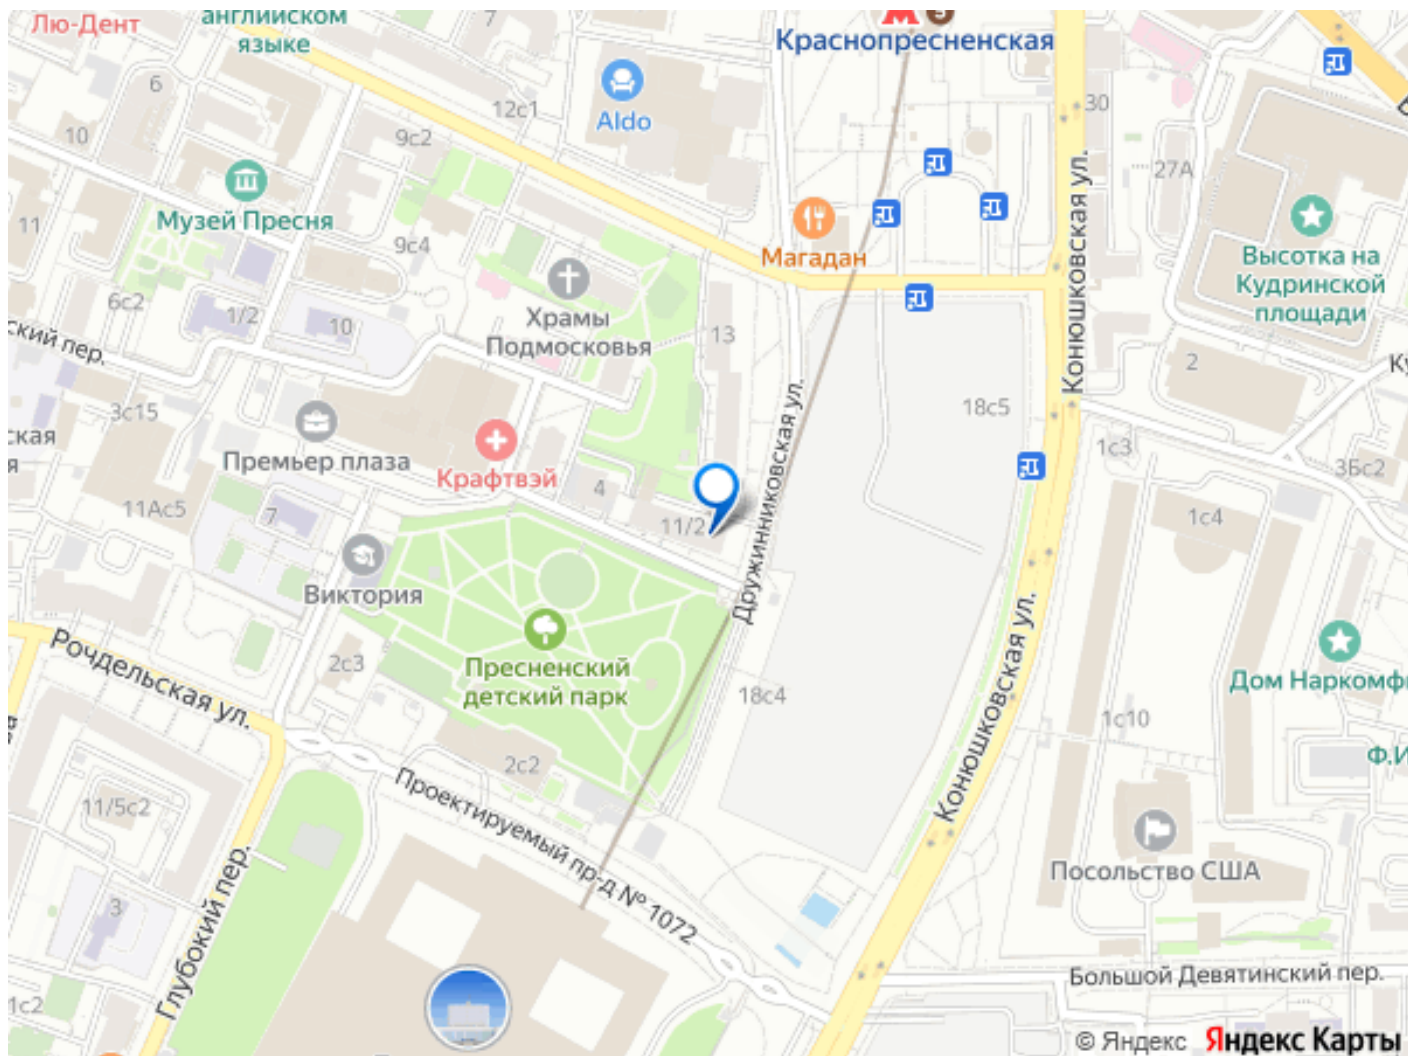 английском
языке
Лю-Дент
7
М
Э
Краснопресненская
6
10
12с1
9с2
Aldo
30
27А
Музей Пресня
11
9с4
Магадан
Высотка на
Кудринской
площади
6с2
1/2
10
Храмы
Подмосковья
13
ский пер.
Конюшковская ул.
2
3с15
18с5
Дружинниковская ул.
Премьер плаза
Крафтвэй
4
1с3
3Бс2
11Ас5
7
11/2
1с4
Виктория
Рочдельская ул.
2с3
Пресненский
детский парк
18с4
Конюшковская ул.
Дом Наркомф
1с10
Ф.И
2с2
11/5с2
Проектируемый пр-д № 1072
Посольство США
3
Глубокий пер.
Большой Девятинский пер.
1с2
© Яндекс Яндекс Карты